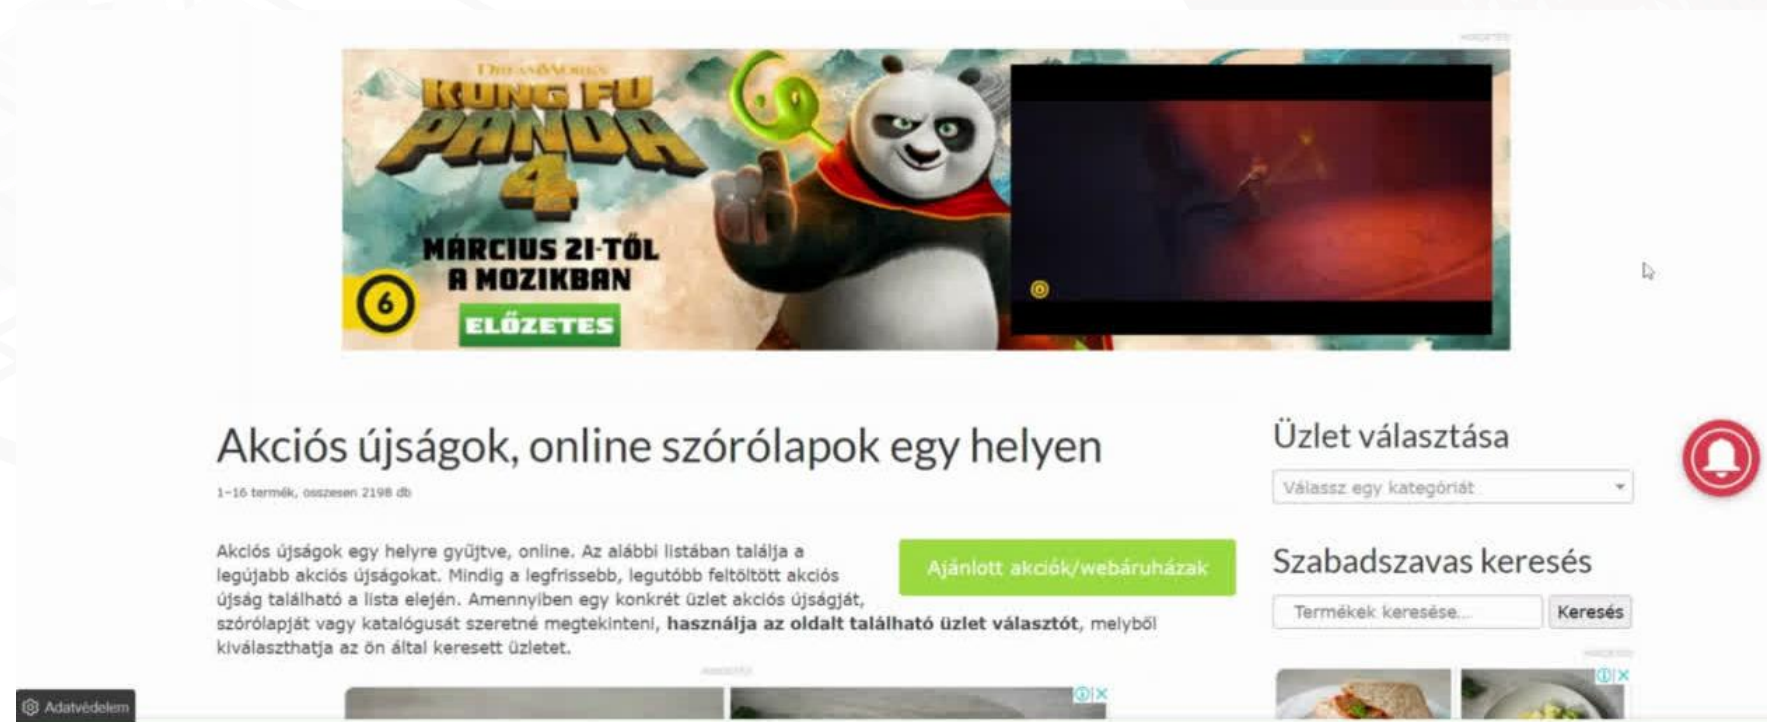 DREAMWORKS
KUNG FU
PANDA
4
MÁRCIUS 21-TŐL
A MOZIKBAN
6
ELŐZETES
Akciós újságok, online szórólapok egy helyen
1–16 termék, összesen 2198 db
Akciós újságok egy helyre gyűjtve, online. Az alábbi listában találja a
legújabb akciós újságokat. Mindig a legfrissebb, legutóbb feltöltött akciós
újság található a lista elején. Amennyiben egy konkrét üzlet akciós újságját,
szórólapját vagy katalógusát szeretné megtekinteni, használja az oldalt található üzlet választót, melyből
kiválaszthatja az ön által keresett üzletet.
Ajánlott akciók/webáruházak
Üzlet választása
Válassz egy kategóriát
Szabadszavas keresés
Termékek keresése...
Keresés
Adatvédelem